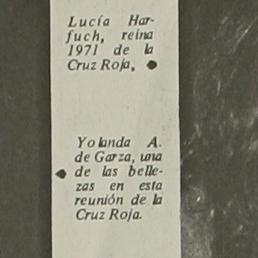 Lucía Har-
fuch, reina
1971 de la
Cruz Roja,
Yolanda A.
de Garza, una
de las belle-
zas en esta
reunión de la
Cruz Roja.